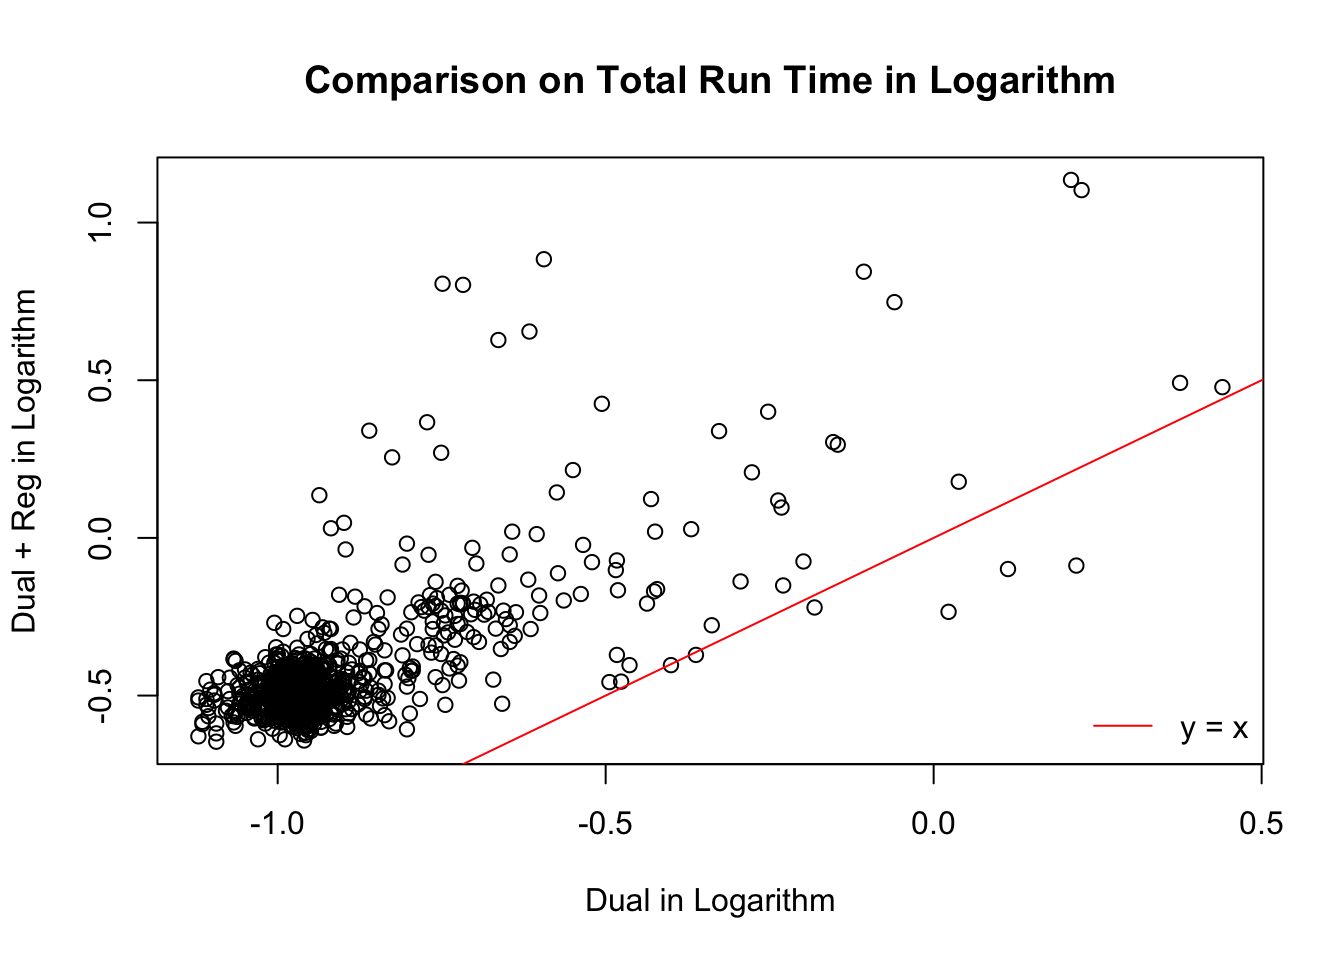 Comparison on Total Run Time in Logarithm
Dual + Reg in Logarithm
1.0
0.5
0.0
-0.5
y = x
-1.0 -0.5 0.0 0.5
Dual in Logarithm